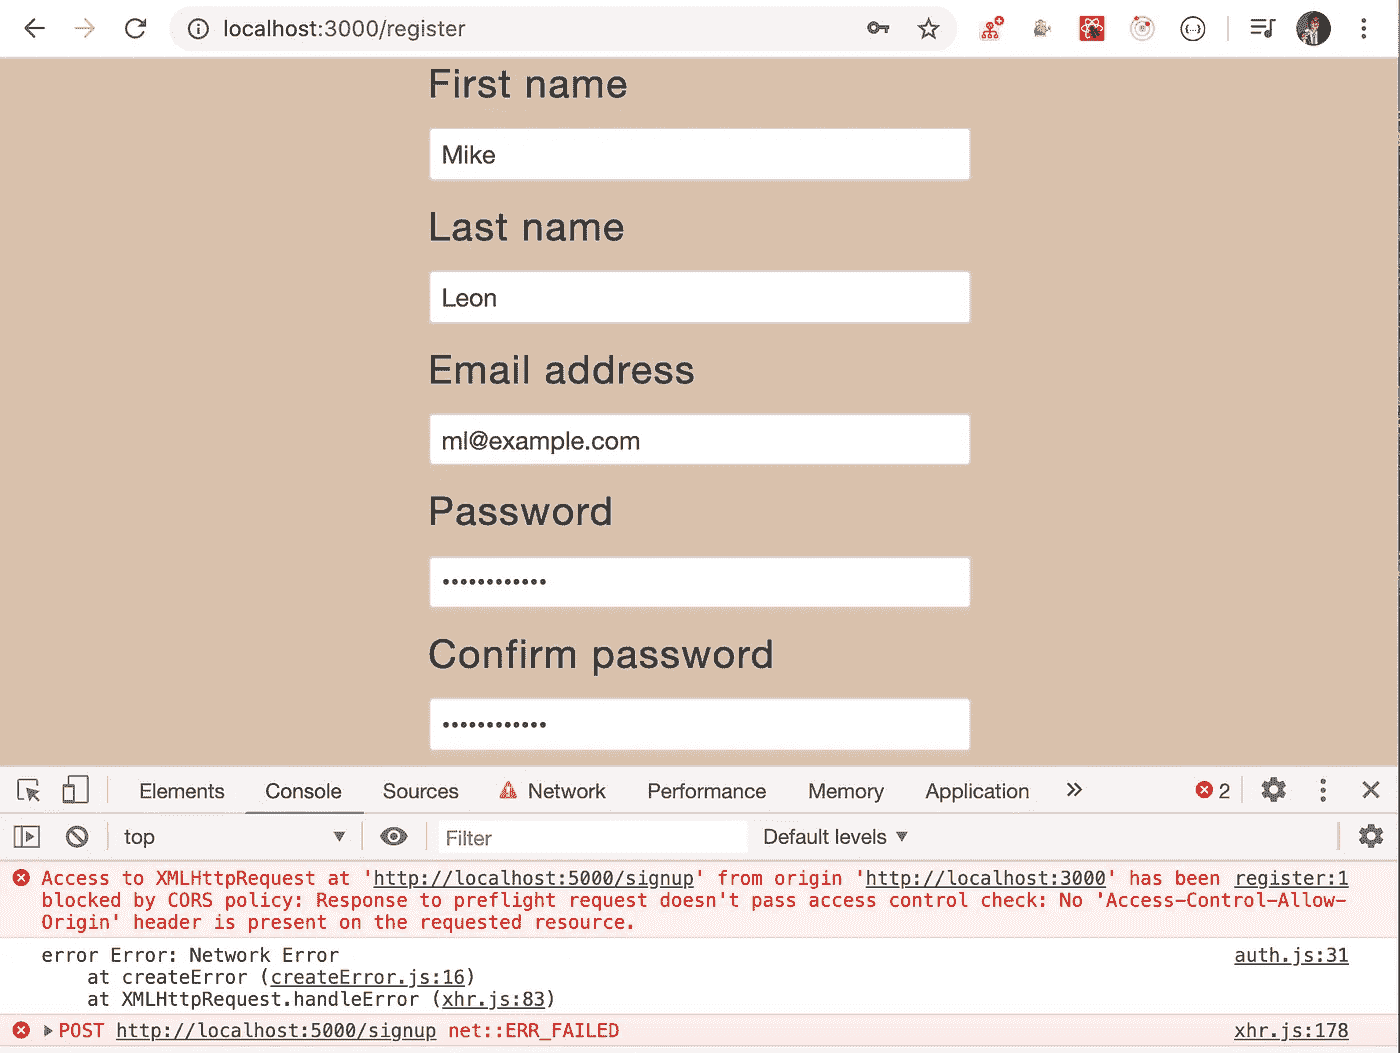 localhost:3000/register
First name
Mike
Last name
Leon
Email address
ml@example.com
Password
••••••••••••
Confirm password
••••••••••••
Elements Console Sources Network Performance Memory Application » 2
top Filter Default levels ▼
Access to XMLHttpRequest at 'http://localhost:5000/signup' from origin 'http://localhost:3000' has been register:1
blocked by CORS policy: Response to preflight request doesn't pass access control check: No 'Access-Control-Allow-
Origin' header is present on the requested resource.
error Error: Network Error auth.js:31
at createError (createError.js:16)
at XMLHttpRequest.handleError (xhr.js:83)
POST http://localhost:5000/signup net::ERR_FAILED xhr.js:178